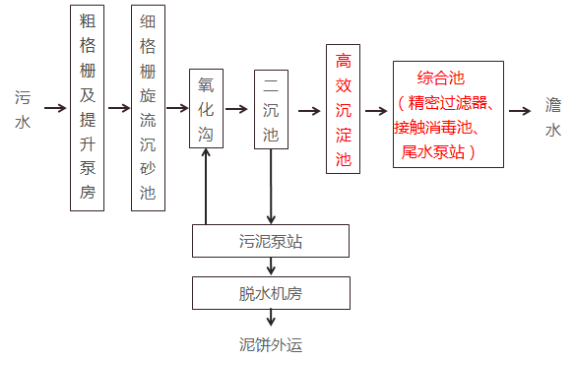 污水
粗格栅及提升泵房
细格栅旋流沉砂池
氧化沟
二沉池
高效沉淀池
综合池
（精密过滤器、
接触消毒池、
尾水泵站）
澹水
污泥泵站
脱水机房
泥饼外运